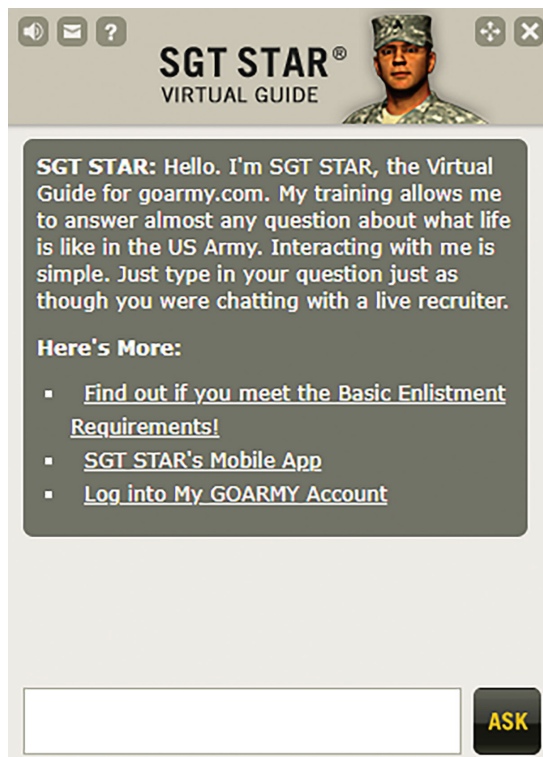 ?
SGT STAR®
VIRTUAL GUIDE
SGT STAR: Hello. I'm SGT STAR, the Virtual
Guide for goarmy.com. My training allows me
to answer almost any question about what life
is like in the US Army. Interacting with me is
simple. Just type in your question just as
though you were chatting with a live recruiter.
Here's More:
▪ Find out if you meet the Basic Enlistment
Requirements!
▪ SGT STAR's Mobile App
▪ Log into My GOARMY Account
ASK